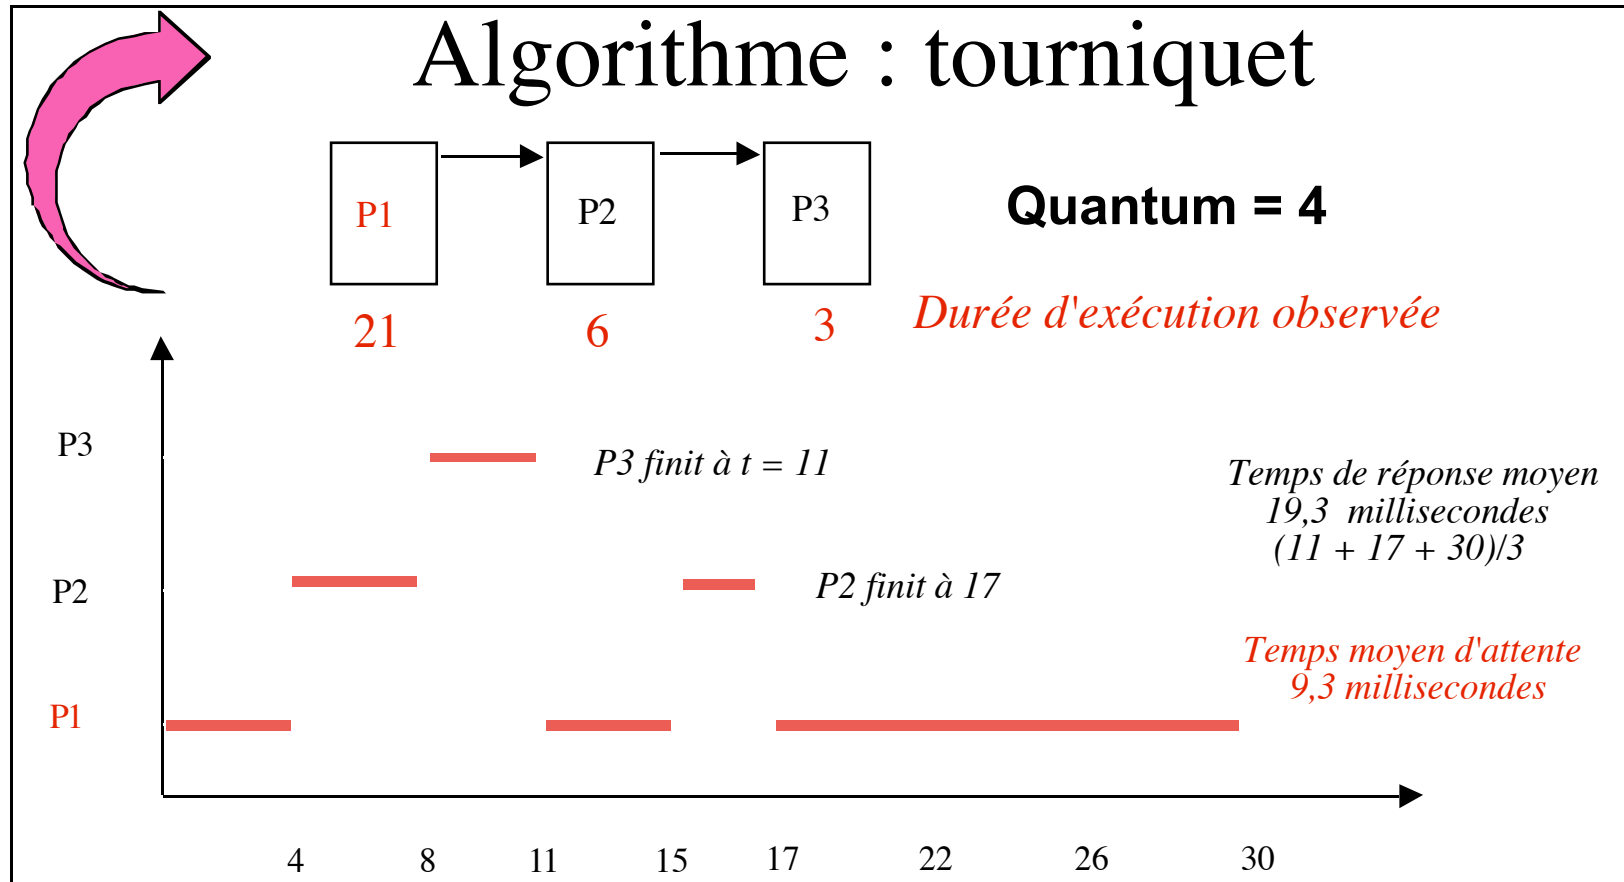 Algorithme : tourniquet
P1
P2
P3
Quantum = 4
21
6
3
Durée d'exécution observée
P3
P3 finit à t = 11
Temps de réponse moyen
19,3 millisecondes
(11 + 17 + 30)/3
P2
P2 finit à 17
Temps moyen d'attente
9,3 millisecondes
P1
4 8 11 15 17 22 26 30